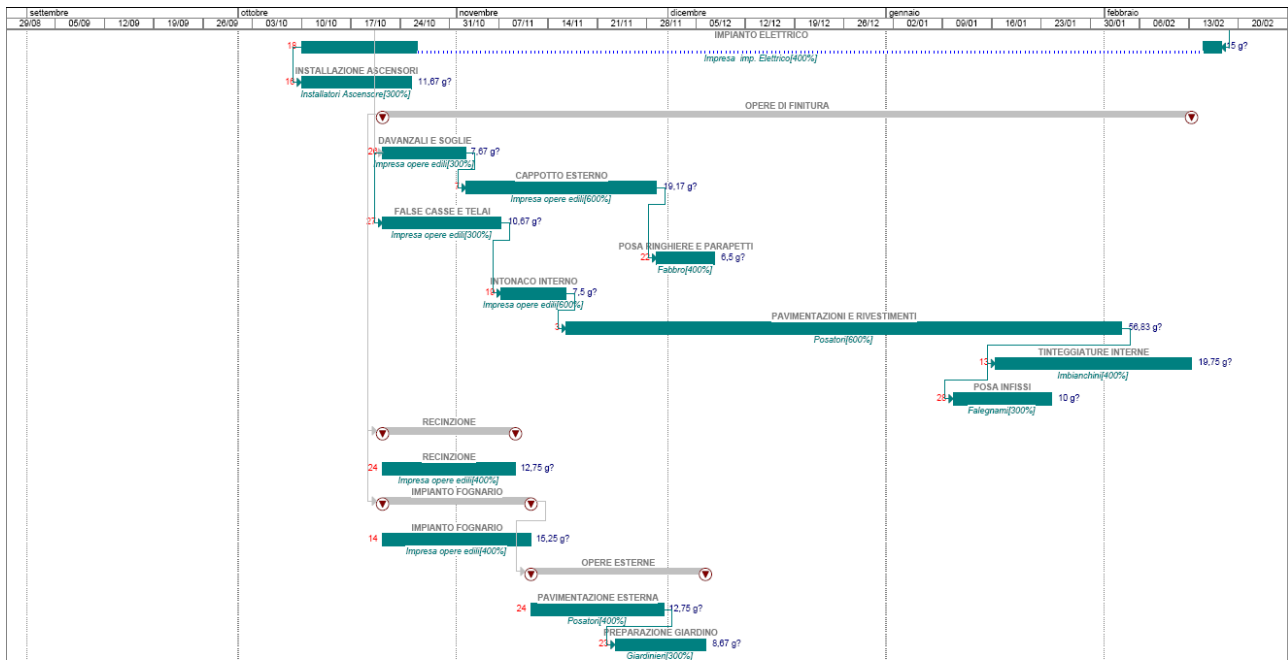 settembre ottobre novembre dicembre gennaio febbraio
29/08 05/09 12/09 19/09 26/09 03/10 10/10 17/10 24/10 31/10 07/11 14/11 21/11 28/11 05/12 12/12 19/12 26/12 02/01 09/01 16/01 23/01 30/01 06/02 13/02 20/02
IMPIANTO ELETTRICO
18 15 g?
Impresa imp. Elettrico[400%]
INSTALLAZIONE ASCENSORI
11,67 g?
Installatori Ascensore[300%]
OPERE DI FINITURA
DAVANZALI E SOGLIE
26 7,67 g?
Impresa opere edili[300%]
CAPPOTTO ESTERNO
7 19,17 g?
Impresa opere edili[600%]
FALSE CASSE E TELAI
27 10,67 g?
Impresa opere edili[300%]
POSA RINGHIERE E PARAPETTI
22 6,5 g?
Fabbro[400%]
INTONACO INTERNO
7,5 g?
Impresa opere edili[600%]
PAVIMENTAZIONI E RIVESTIMENTI
3 56,83 g?
Posatori[600%]
TINTEGGIATURE INTERNE
13 19,75 g?
Imbianchini[400%]
POSA INFISSI
10 g?
Falegnami[300%]
RECINZIONE
RECINZIONE
24 12,75 g?
Impresa opere edili[400%]
IMPIANTO FOGNARIO
IMPIANTO FOGNARIO
14 15,25 g?
Impresa opere edili[400%]
OPERE ESTERNE
PAVIMENTAZIONE ESTERNA
24 12,75 g?
Posatori[400%]
PREPARAZIONE GIARDINO
23 8,67 g?
Giardinieri[300%]